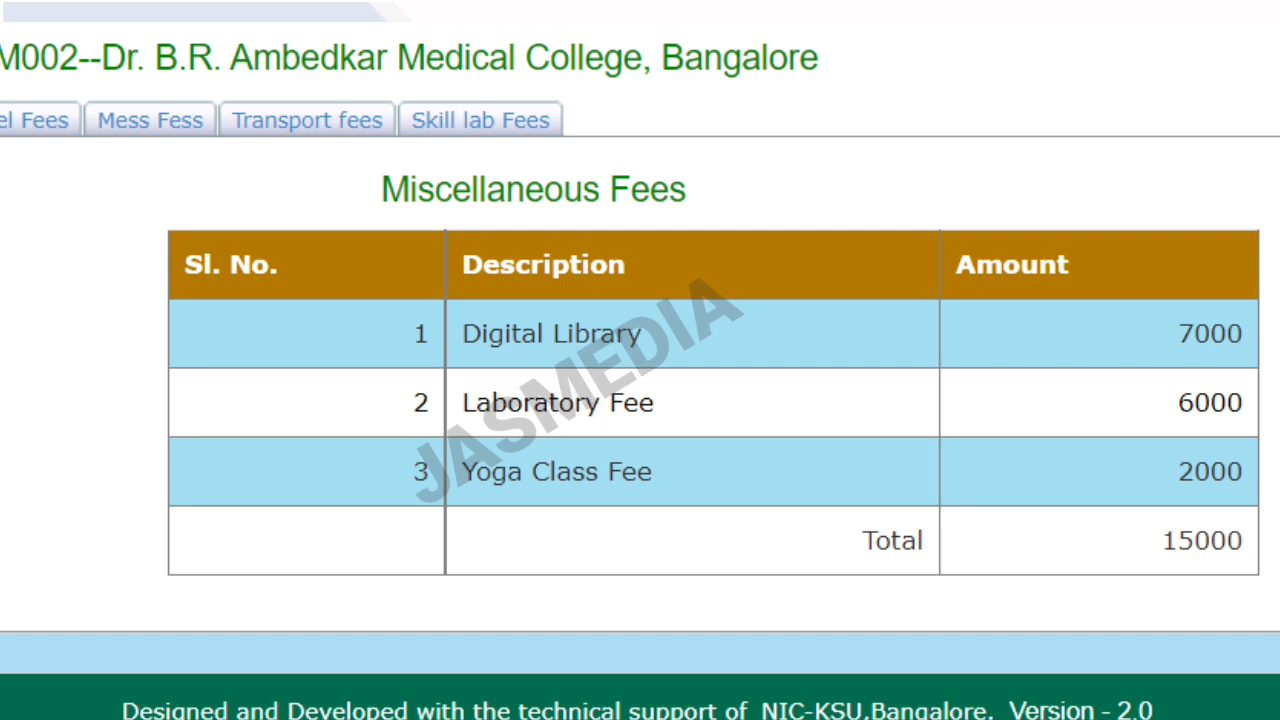 M002--Dr. B.R. Ambedkar Medical College, Bangalore
el Fees Mess Fess Transport fees Skill lab Fees
Miscellaneous Fees
Sl. No. Description Amount
1 Digital Library 7000
2 Laboratory Fee 6000
3 Yoga Class Fee 2000
Total 15000
JASMEDIA
Designed and Developed with the technical support of NIC-KSU,Bangalore. Version - 2.0